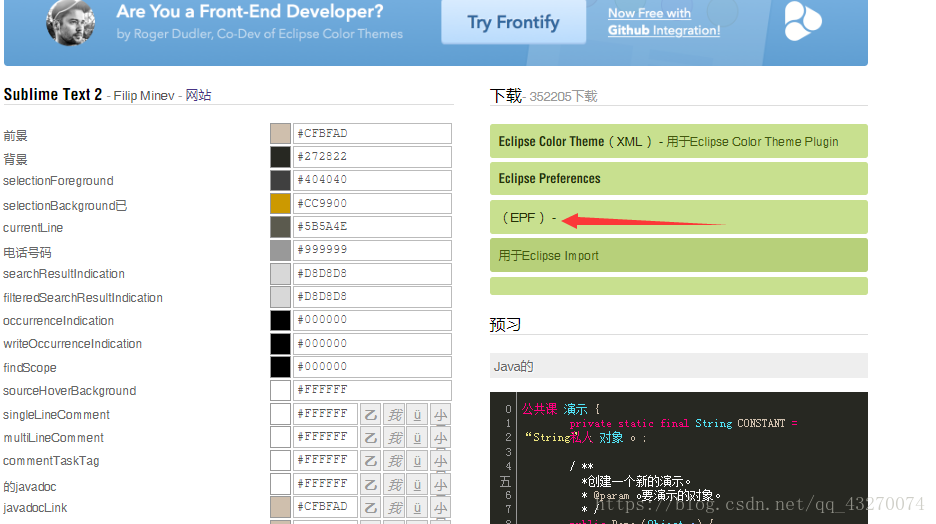 Are You a Front-End Developer?
by Roger Dudler, Co-Dev of Eclipse Color Themes
Try Frontify
Now Free with
Github Integration!
Sublime Text 2 - Filip Minev - 网站
前景 #CFBFAD
背景 #272822
selectionForeground #404040
selectionBackground已 #CC9900
currentLine #5B5A4E
电话号码 #999999
searchResultIndication #D8D8D8
filteredSearchResultIndication #D8D8D8
occurrenceIndication #000000
writeOccurrenceIndication #000000
findScope #000000
sourceHoverBackground #FFFFFF
singleLineComment #FFFFFF 乙 我 ü 小
multiLineComment #FFFFFF 乙 我 ü 小
commentTaskTag #FFFFFF 乙 我 ü 小
的javadoc #FFFFFF 乙 我 ü 小
javadocLink #CFBFAD 乙 我 ü 小
下载- 352205下载
Eclipse Color Theme（XML） - 用于Eclipse Color Theme Plugin
Eclipse Preferences
（EPF） -
用于Eclipse Import
预习
Java的
0 公共课 演示 {
1 private static final String CONSTANT =
2 “String私人 对象 o ;
3
4 / **
五 *创建一个新的演示。
6 * @param o要演示的对象。
7 * /
8 public Demo (Object o) {
https://blog.csdn.net/qq_43270074